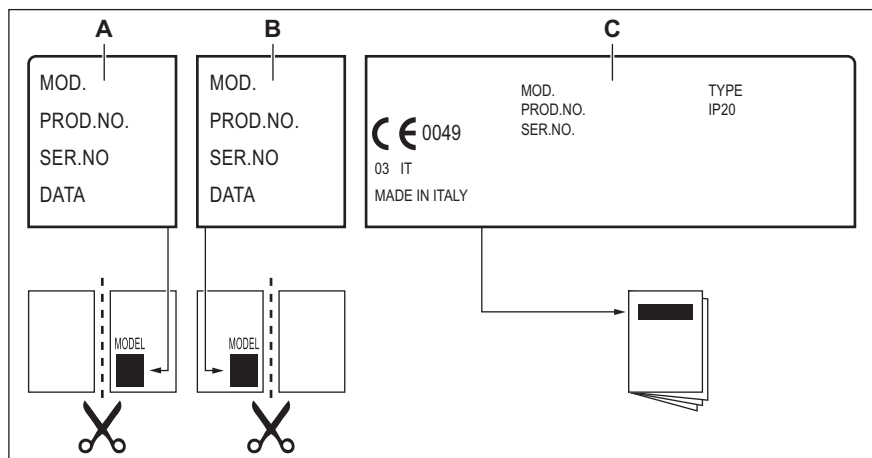 A
B
C
MOD.
PROD.NO.
SER.NO
DATA
MOD.
PROD.NO.
SER.NO
DATA
MOD.
PROD.NO.
SER.NO.
TYPE
IP20
CE 0049
03 IT
MADE IN ITALY
MODEL
MODEL